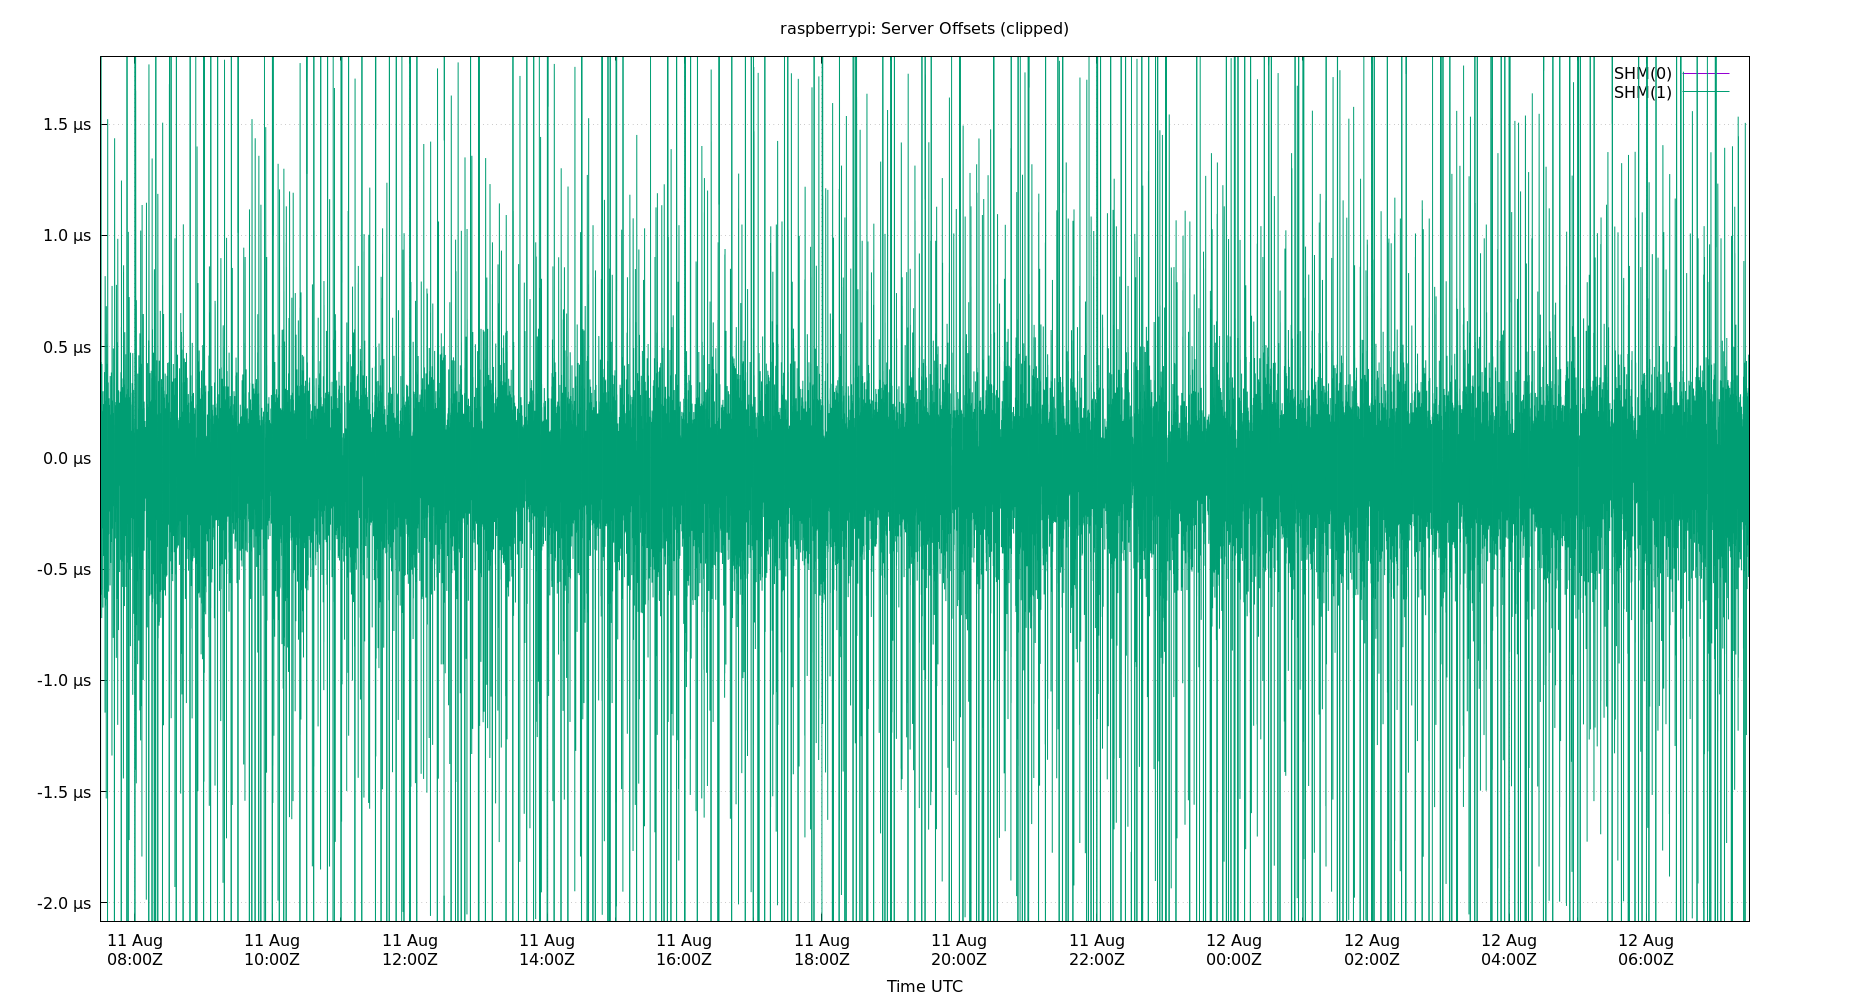 raspberrypi: Server Offsets (clipped)
SHM(0)
SHM(1)
1.5 µs
1.0 µs
0.5 µs
0.0 µs
-0.5 µs
-1.0 µs
-1.5 µs
-2.0 µs
11 Aug 11 Aug 11 Aug 11 Aug 11 Aug 11 Aug 11 Aug 11 Aug 12 Aug 12 Aug 12 Aug 12 Aug
08:00Z 10:00Z 12:00Z 14:00Z 16:00Z 18:00Z 20:00Z 22:00Z 00:00Z 02:00Z 04:00Z 06:00Z
Time UTC